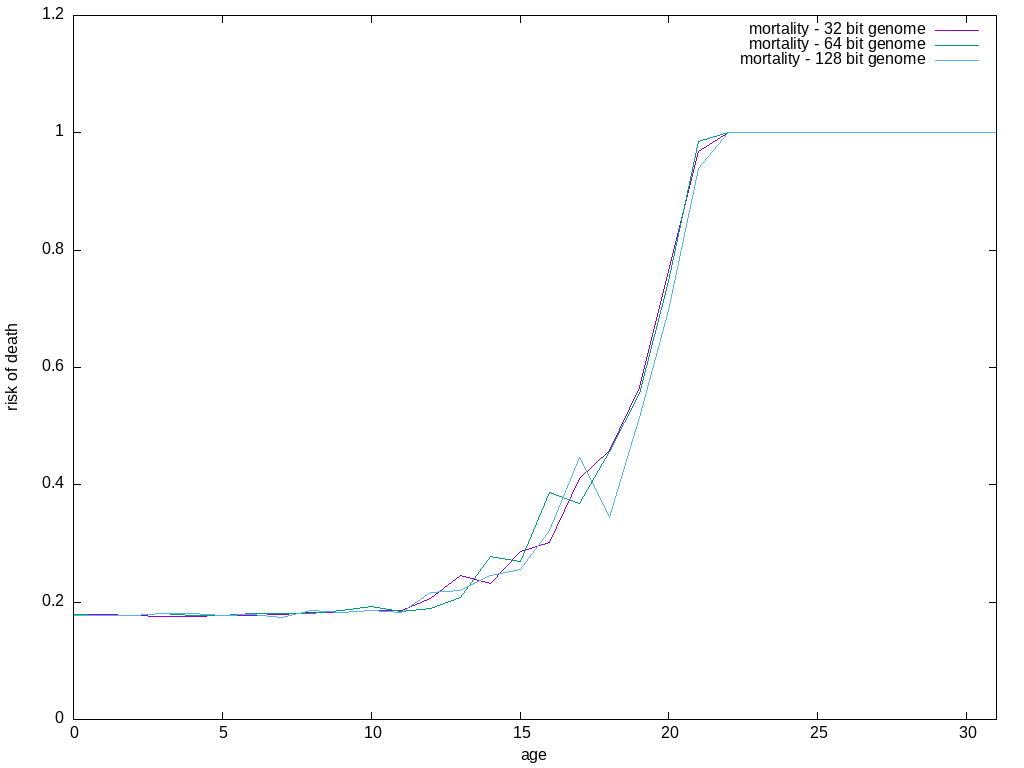 1.2
1
0.8
0.6
0.4
0.2
0
0 5 10 15 20 25 30
risk of death
age
mortality - 32 bit genome
mortality - 64 bit genome
mortality - 128 bit genome